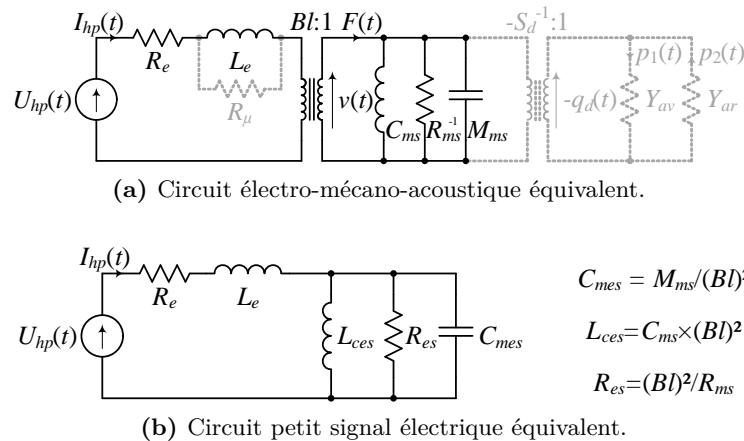 I_hp(t) Bl:1 F(t) -S_d^-1:1
R_e L_e p_1(t) p_2(t)
R_μ
U_hp(t) v(t) C_ms R_ms^-1 M_ms -q_d(t) Y_av Y_ar
(a) Circuit électro-mécano-acoustique équivalent.
I_hp(t)
R_e L_e C_mes = M_ms/(Bl)²
U_hp(t) L_ces R_es C_mes L_ces=C_ms×(Bl)²
R_es=(Bl)²/R_ms
(b) Circuit petit signal électrique équivalent.